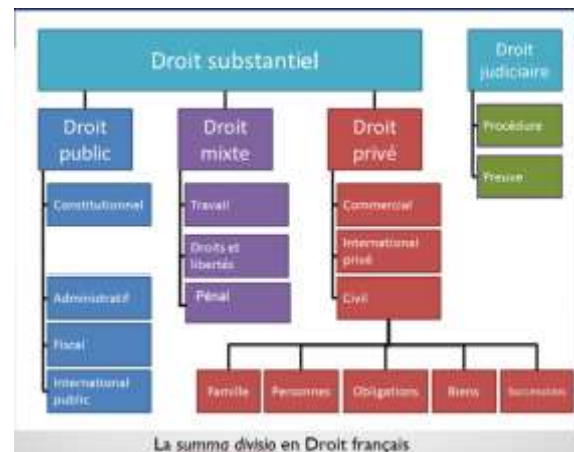 Droit substantiel
Droit
judiciaire
Droit
public
Droit
mixte
Droit
privé
Procédure
Preuve
Constitutionnel
Administratif
Fiscal
International
public
Travail
Droits et
libertés
Pénal
Commercial
International
privé
Civil
Famille
Personnes
Obligations
Biens
Successions
La summa divisio en Droit français